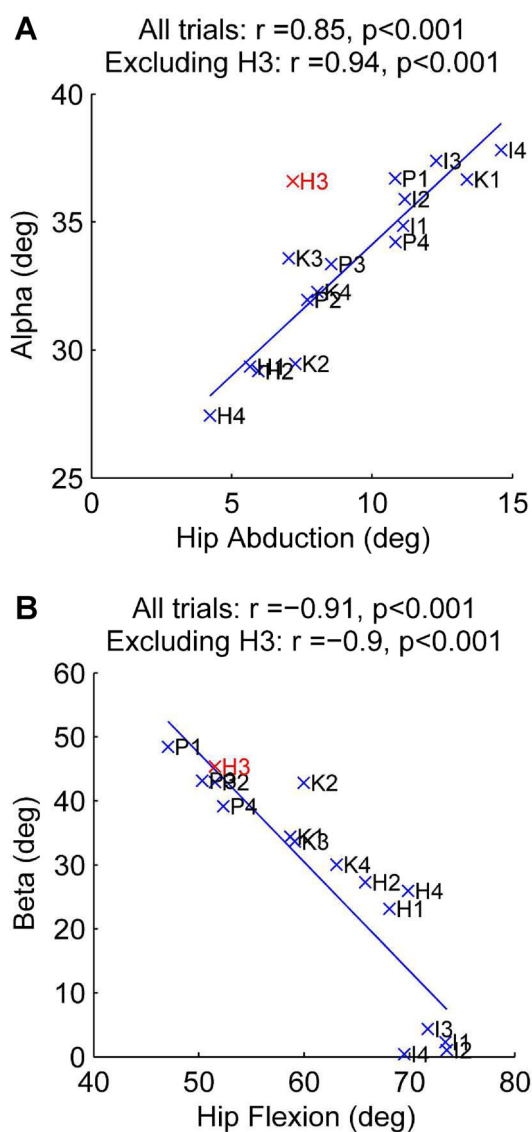 A
All trials: r =0.85, p<0.001
Excluding H3: r =0.94, p<0.001
40
35
30
25
Alpha (deg)
I4
I3
P1
K1
H3
I2
I1
P4
K3
P3
K4
P2
H1
H2
K2
H4
0
5
10
15
Hip Abduction (deg)
B
All trials: r =−0.91, p<0.001
Excluding H3: r =−0.9, p<0.001
60
50
40
30
20
10
0
Beta (deg)
P1
H3
P3
P2
K2
P4
K1
K3
K4
H2
H4
H1
I3
I1
I2
I4
40
50
60
70
80
Hip Flexion (deg)